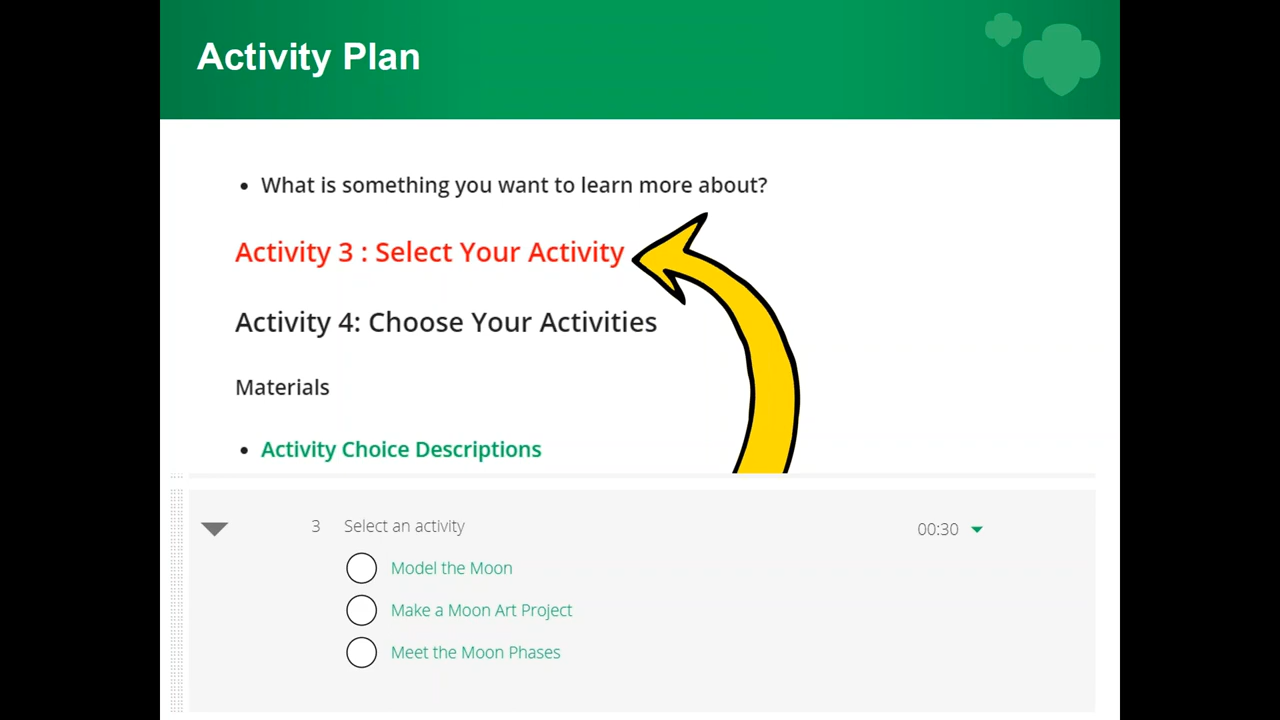 Activity Plan
• What is something you want to learn more about?
Activity 3 : Select Your Activity
Activity 4: Choose Your Activities
Materials
• Activity Choice Descriptions
3 Select an activity 00:30
Model the Moon
Make a Moon Art Project
Meet the Moon Phases